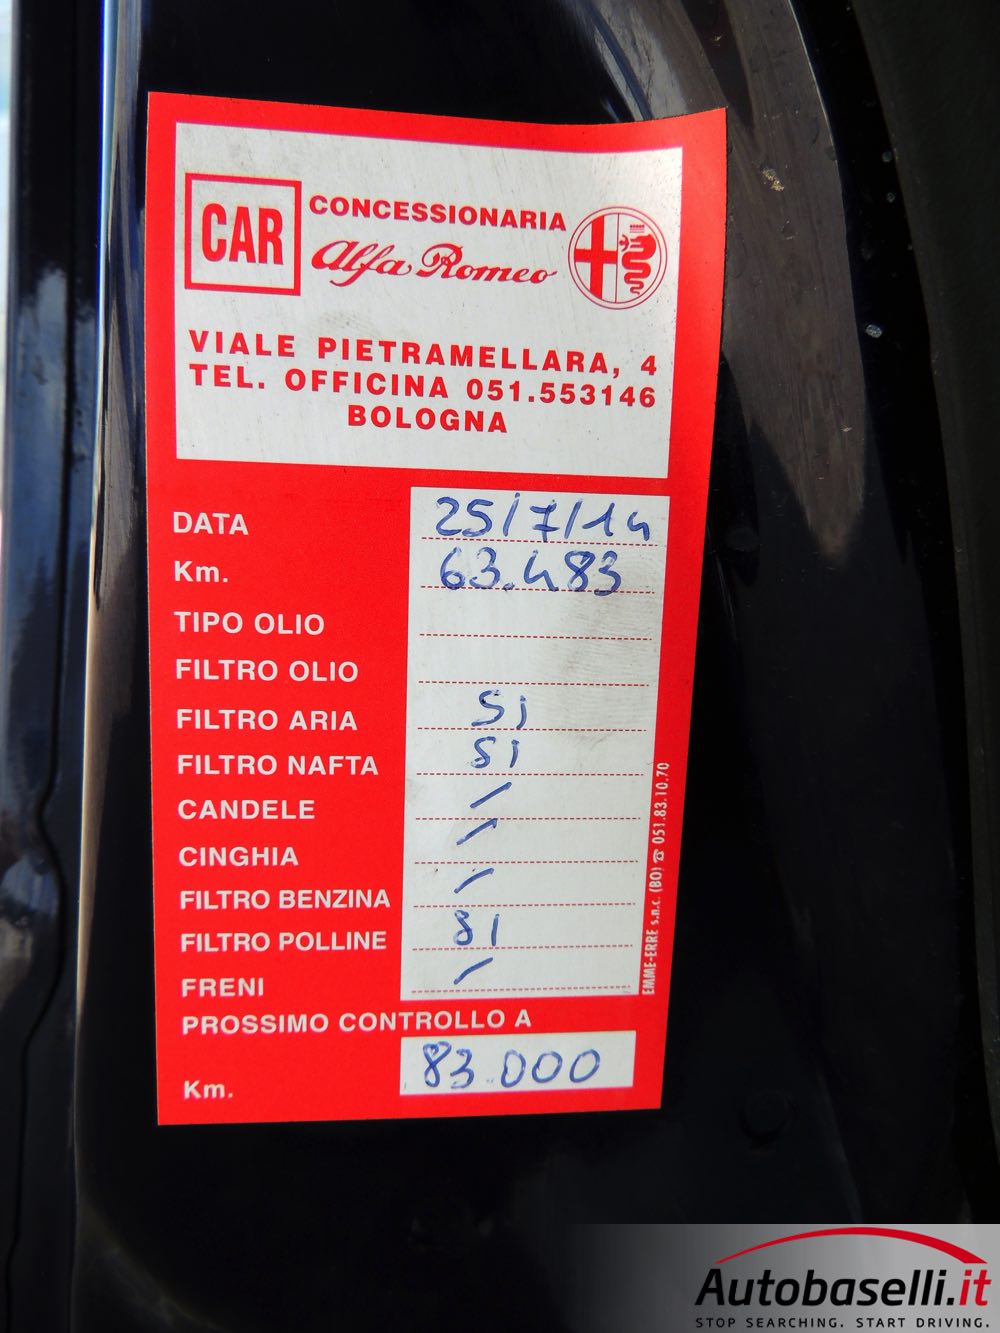 CAR CONCESSIONARIA
Alfa Romeo
VIALE PIETRAMELLARA, 4
TEL. OFFICINA 051.553146
BOLOGNA
DATA 25/7/14
Km. 63.483
TIPO OLIO
FILTRO OLIO
FILTRO ARIA Si
FILTRO NAFTA SI
CANDELE /
CINGHIA /
FILTRO BENZINA /
FILTRO POLLINE SI
FRENI /
PROSSIMO CONTROLLO A
Km. 83.000
EMME-ERRE s.n.c. (BO) ☎ 051.83.10.70
Autobaselli.it
STOP SEARCHING. START DRIVING.